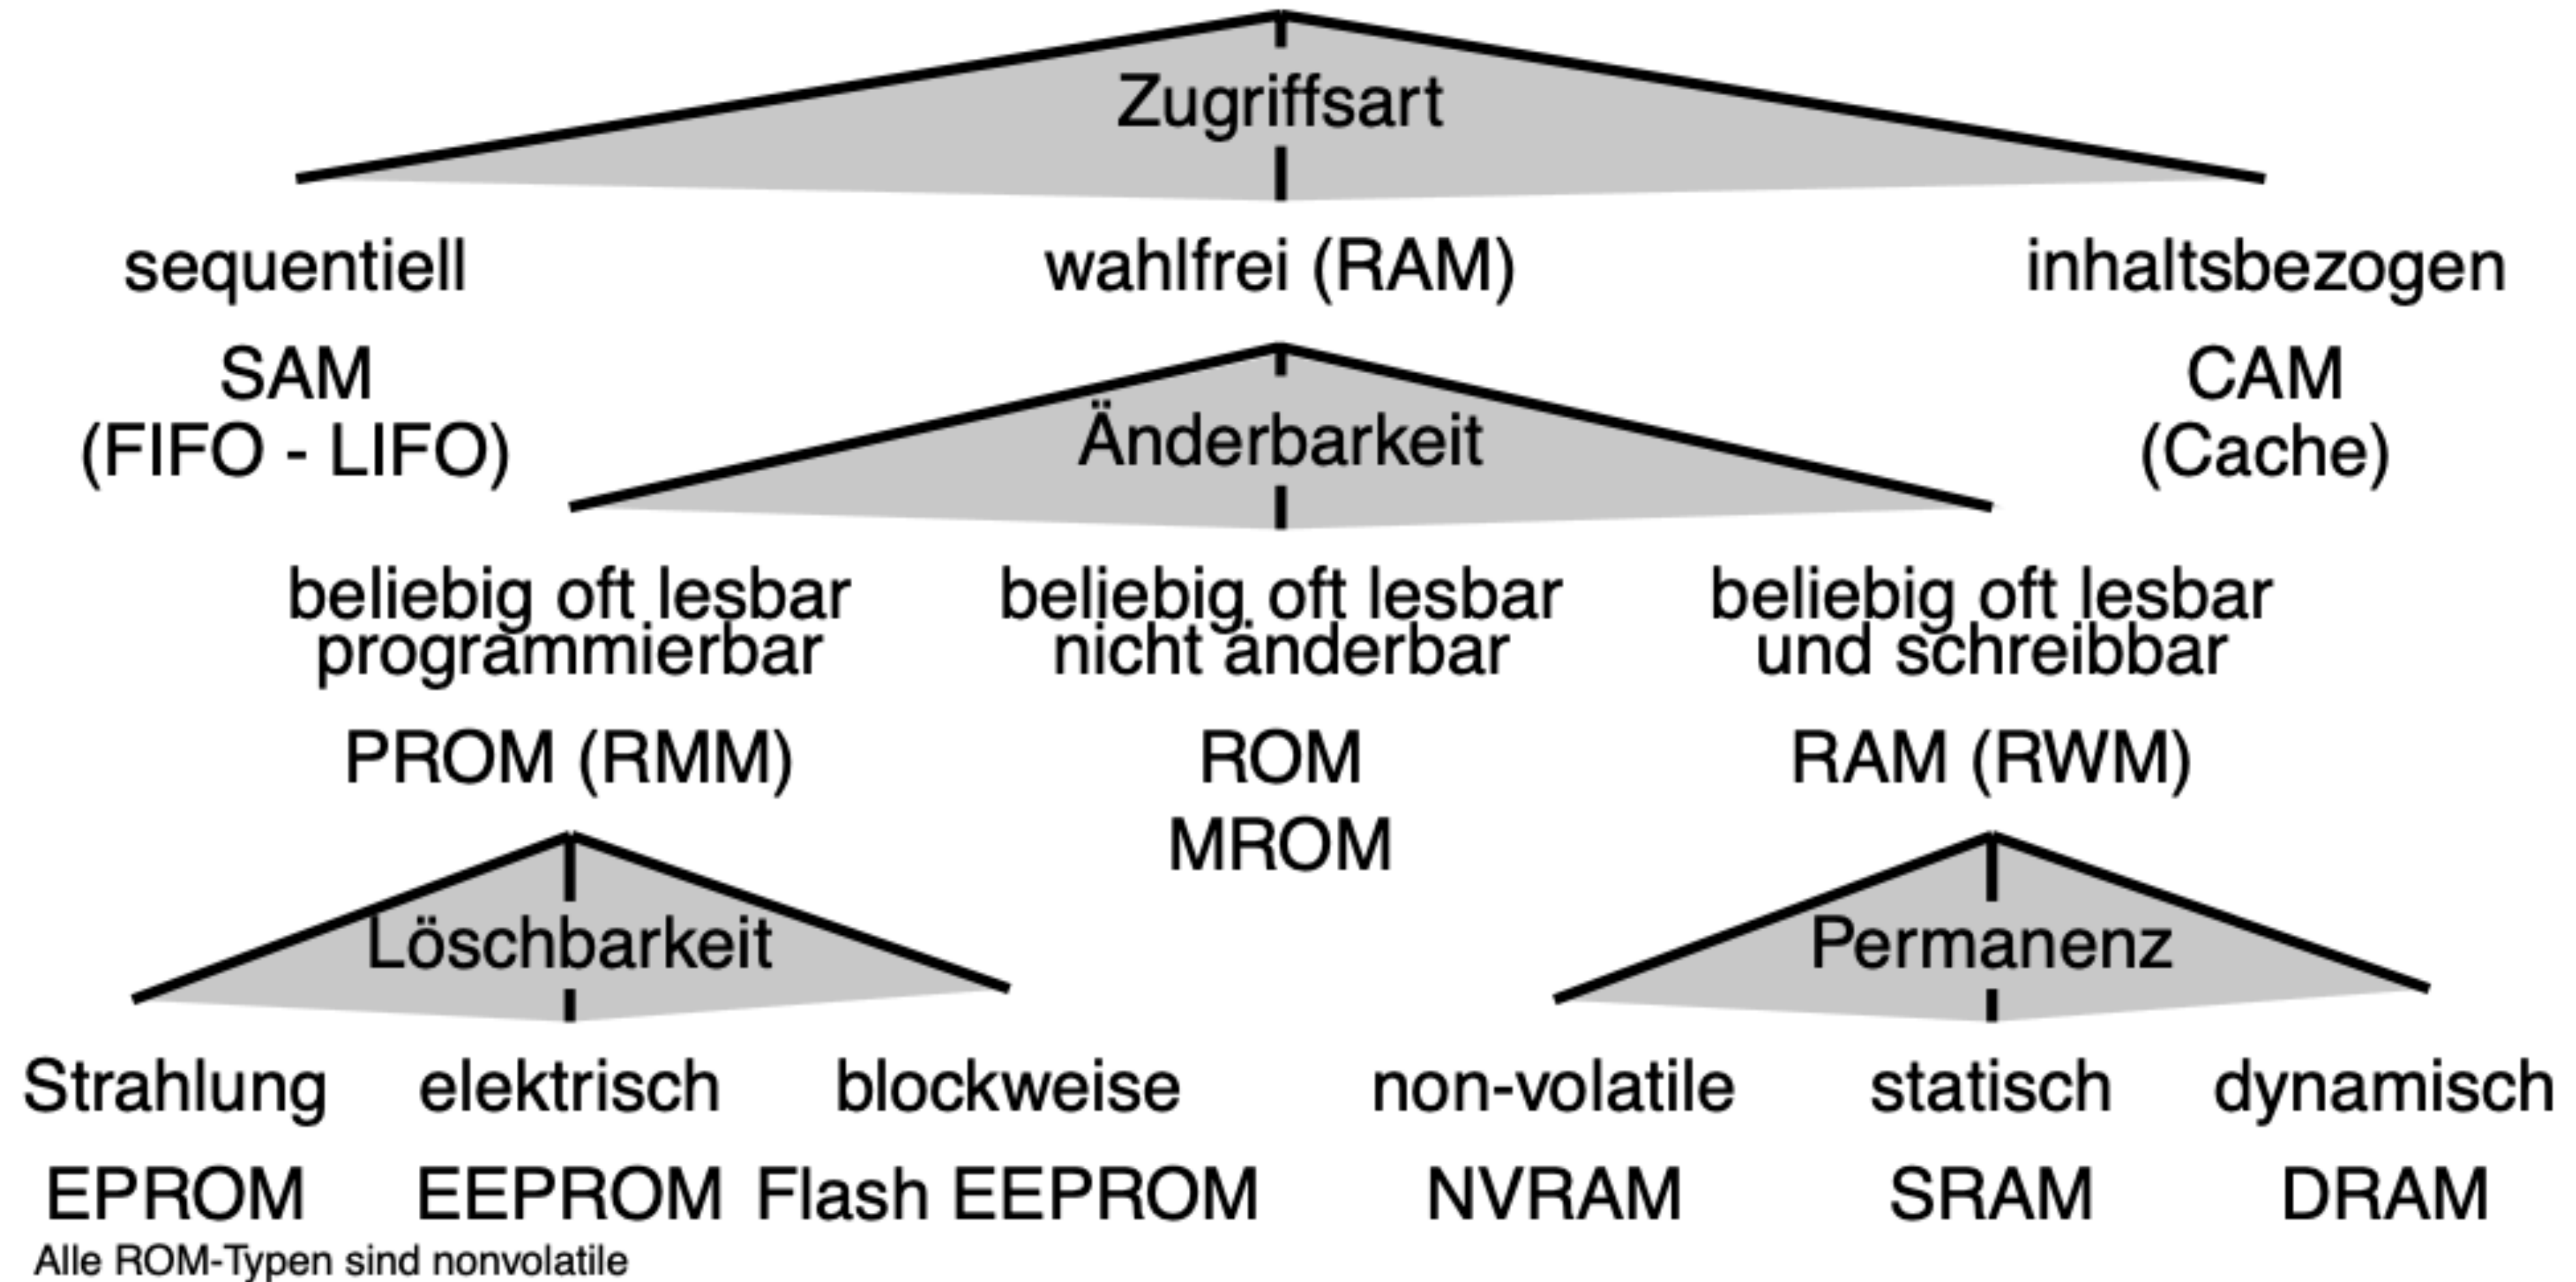 Zugriffsart
sequentiell
wahlfrei (RAM)
inhaltsbezogen
SAM
(FIFO - LIFO)
CAM
(Cache)
Änderbarkeit
beliebig oft lesbar
programmierbar
beliebig oft lesbar
nicht änderbar
beliebig oft lesbar
und schreibbar
PROM (RMM)
ROM
MROM
RAM (RWM)
Löschbarkeit
Permanenz
Strahlung
elektrisch
blockweise
non-volatile
statisch
dynamisch
EPROM
EEPROM
Flash EEPROM
NVRAM
SRAM
DRAM
Alle ROM-Typen sind nonvolatile